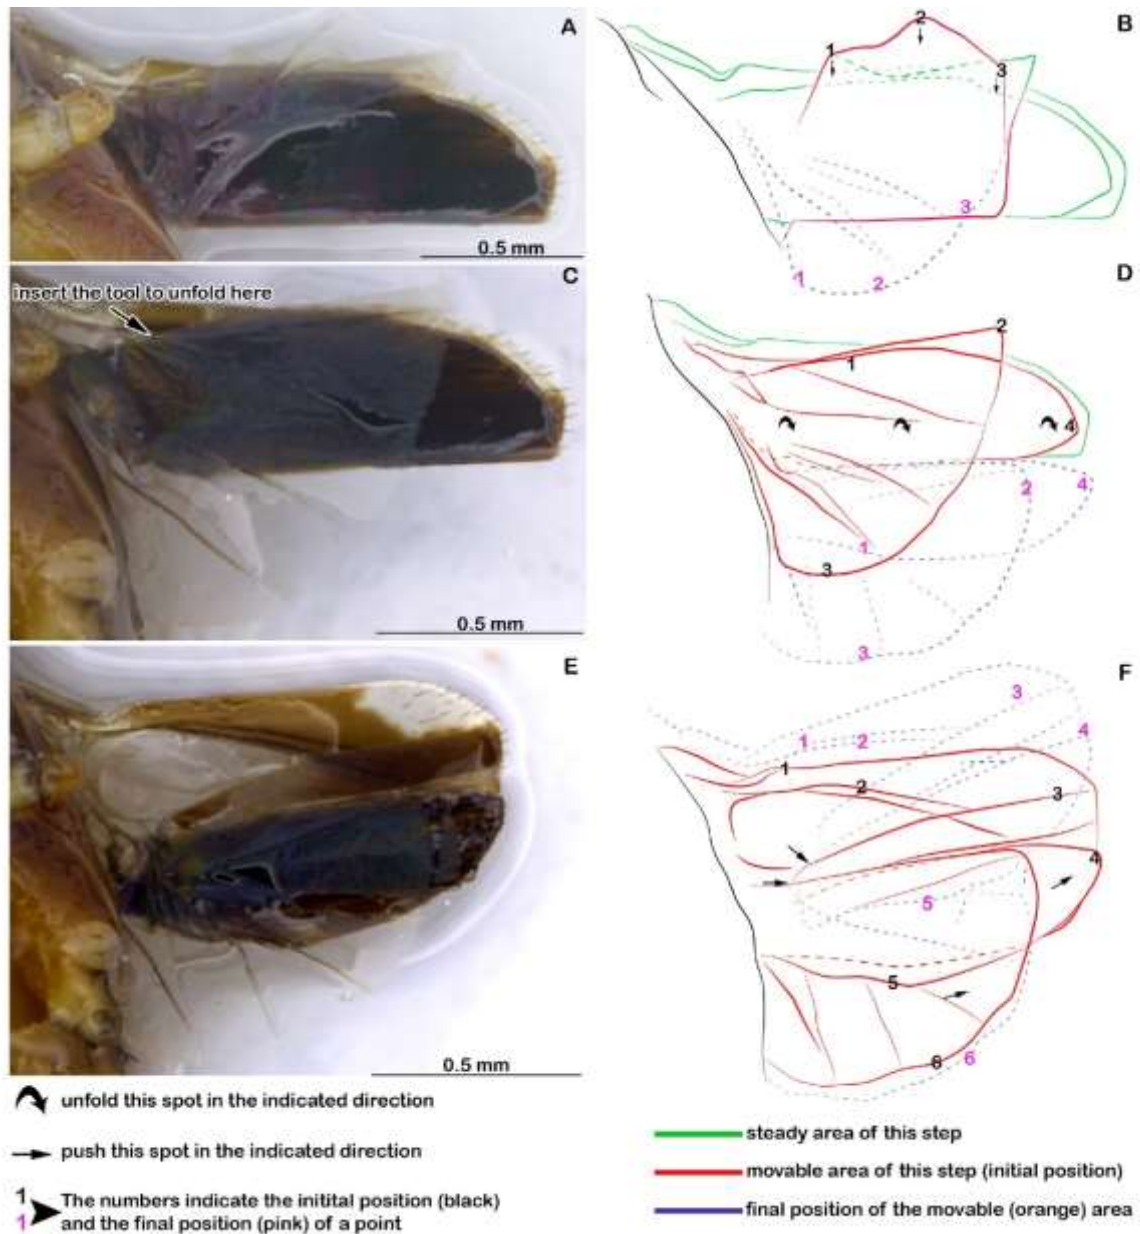 A
0.5 mm
B
1
2
3
3
1
2
C
insert the tool to unfold here
0.5 mm
D
2
1
4
2
4
1
3
3
E
0.5 mm
F
3
1
2
4
1
2
3
4
5
5
6
6
unfold this spot in the indicated direction
push this spot in the indicated direction
1
1
The numbers indicate the initital position (black)
and the final position (pink) of a point
steady area of this step
movable area of this step (initial position)
final position of the movable (orange) area